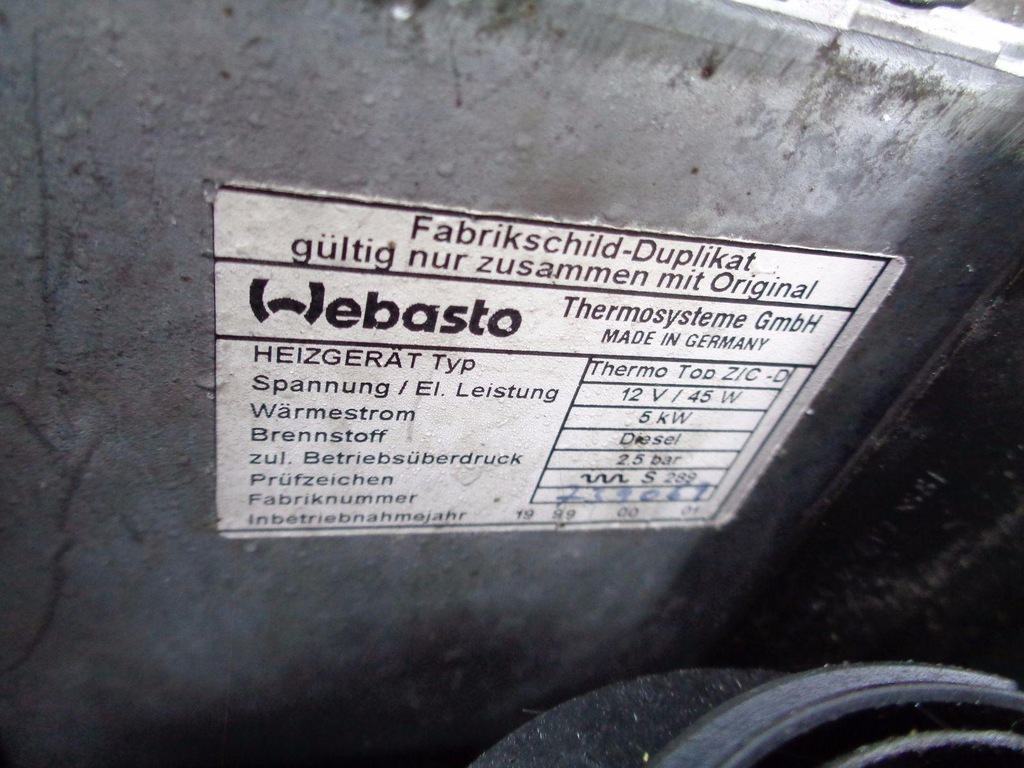 Fabrikschild-Duplikat
gültig nur zusammen mit Original
Webasto Thermosysteme GmbH
MADE IN GERMANY
HEIZGERÄT Typ Thermo Top Z/C -D
Spannung / El. Leistung 12 V / 45 W
Wärmestrom 5 kW
Brennstoff Diesel
zul. Betriebsüberdruck 2.5 bar
Prüfzeichen S 289
Fabriknummer
Inbetriebnahmejahr 19 99 00 01